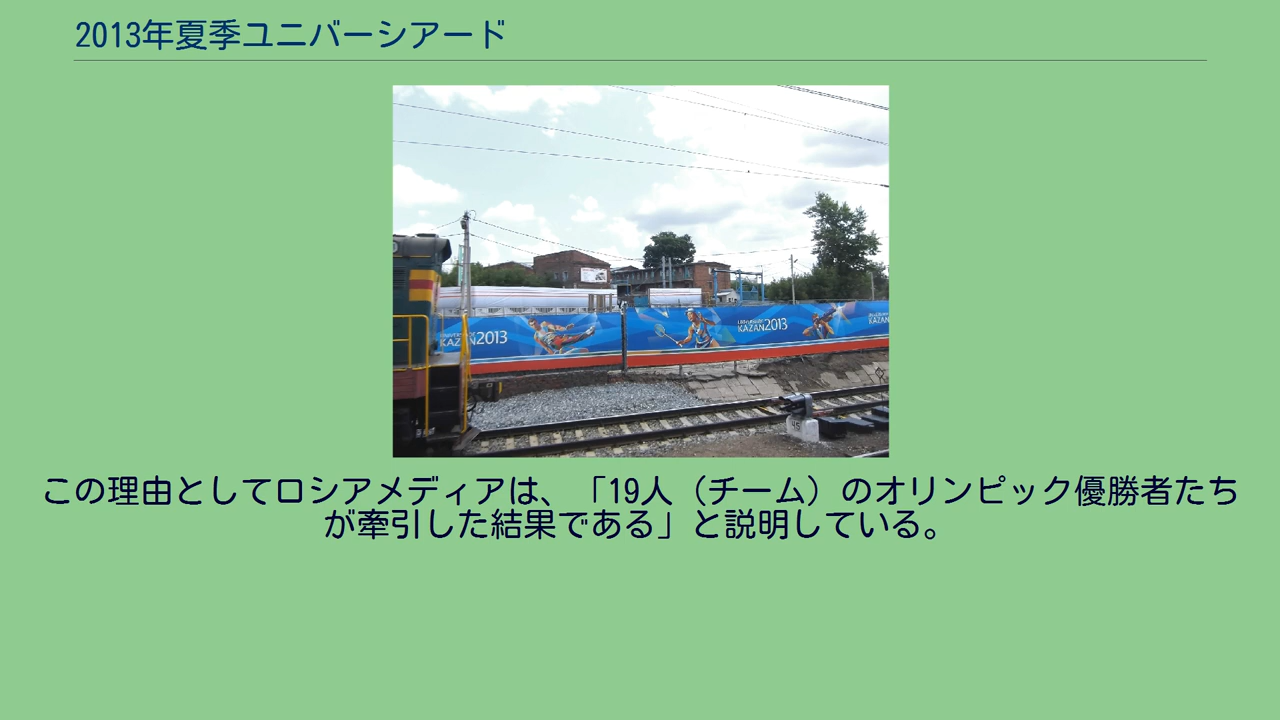 2013年夏季ユニバーシアード
KAZAN2013
KAZAN2013
KAZAN
45
この理由としてロシアメディアは、「19人（チーム）のオリンピック優勝者たち
が牽引した結果である」と説明している。